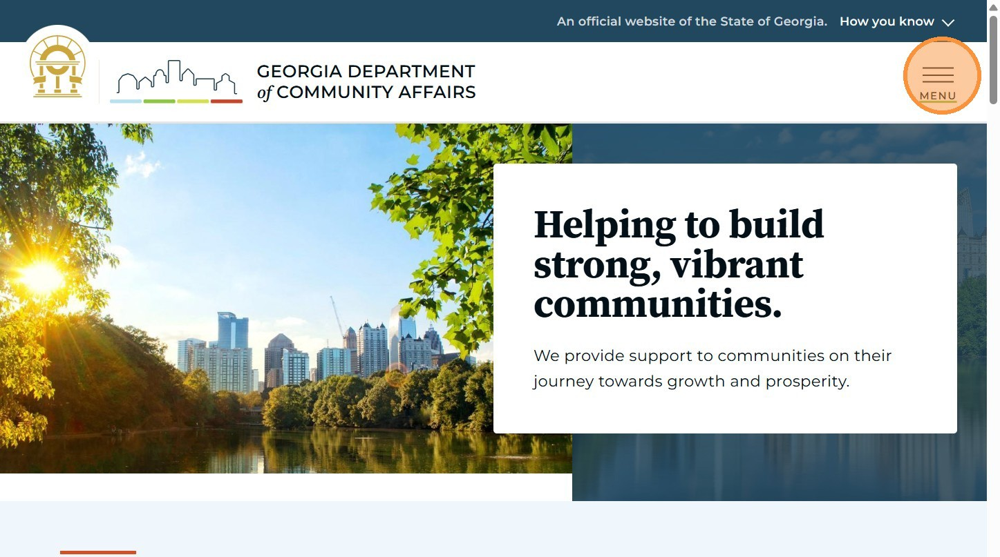 An official website of the State of Georgia. How you know
GEORGIA DEPARTMENT
of COMMUNITY AFFAIRS
MENU
Helping to build
strong, vibrant
communities.
We provide support to communities on their
journey towards growth and prosperity.